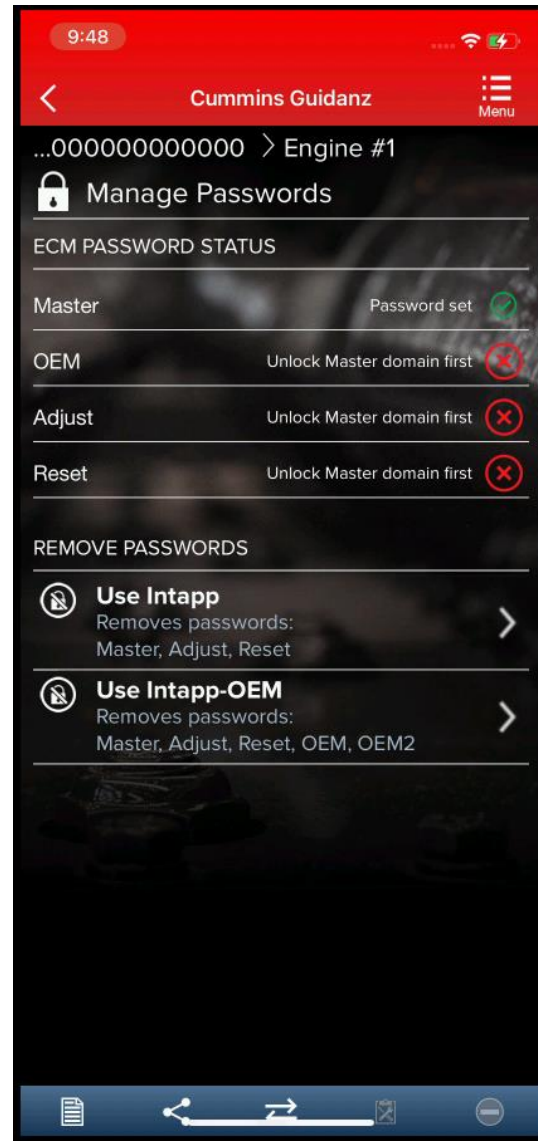 9:48
Cummins Guidanz
Menu
...000000000000 > Engine #1
Manage Passwords
ECM PASSWORD STATUS
Master Password set
OEM Unlock Master domain first
Adjust Unlock Master domain first
Reset Unlock Master domain first
REMOVE PASSWORDS
Use Intapp
Removes passwords:
Master, Adjust, Reset
Use Intapp-OEM
Removes passwords:
Master, Adjust, Reset, OEM, OEM2